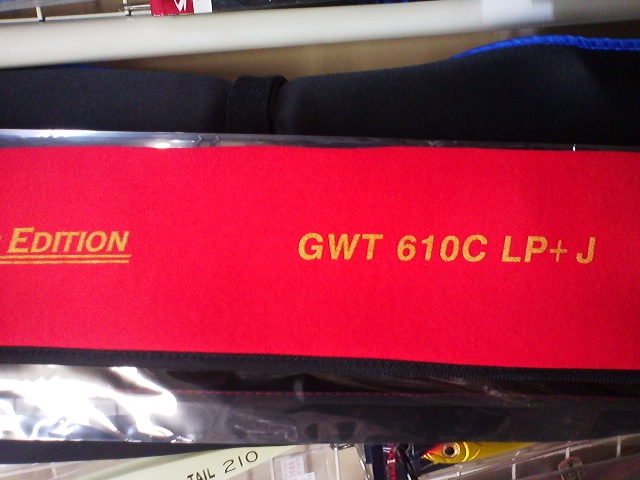 EDITION
GWT 610C LP+ J
TAIL 210